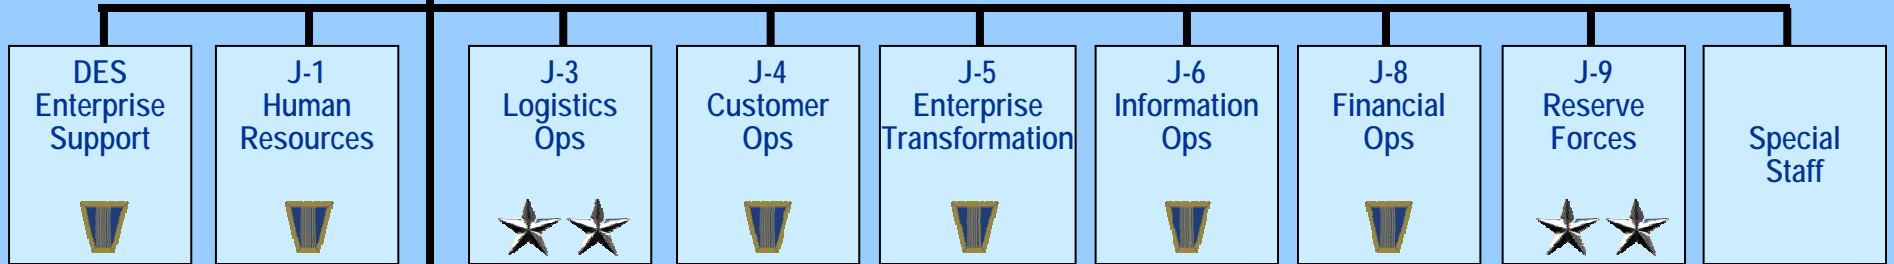 DES
Enterprise
Support
J-1
Human
Resources
J-3
Logistics
Ops
J-4
Customer
Ops
J-5
Enterprise
Transformation
J-6
Information
Ops
J-8
Financial
Ops
J-9
Reserve
Forces
Special
Staff